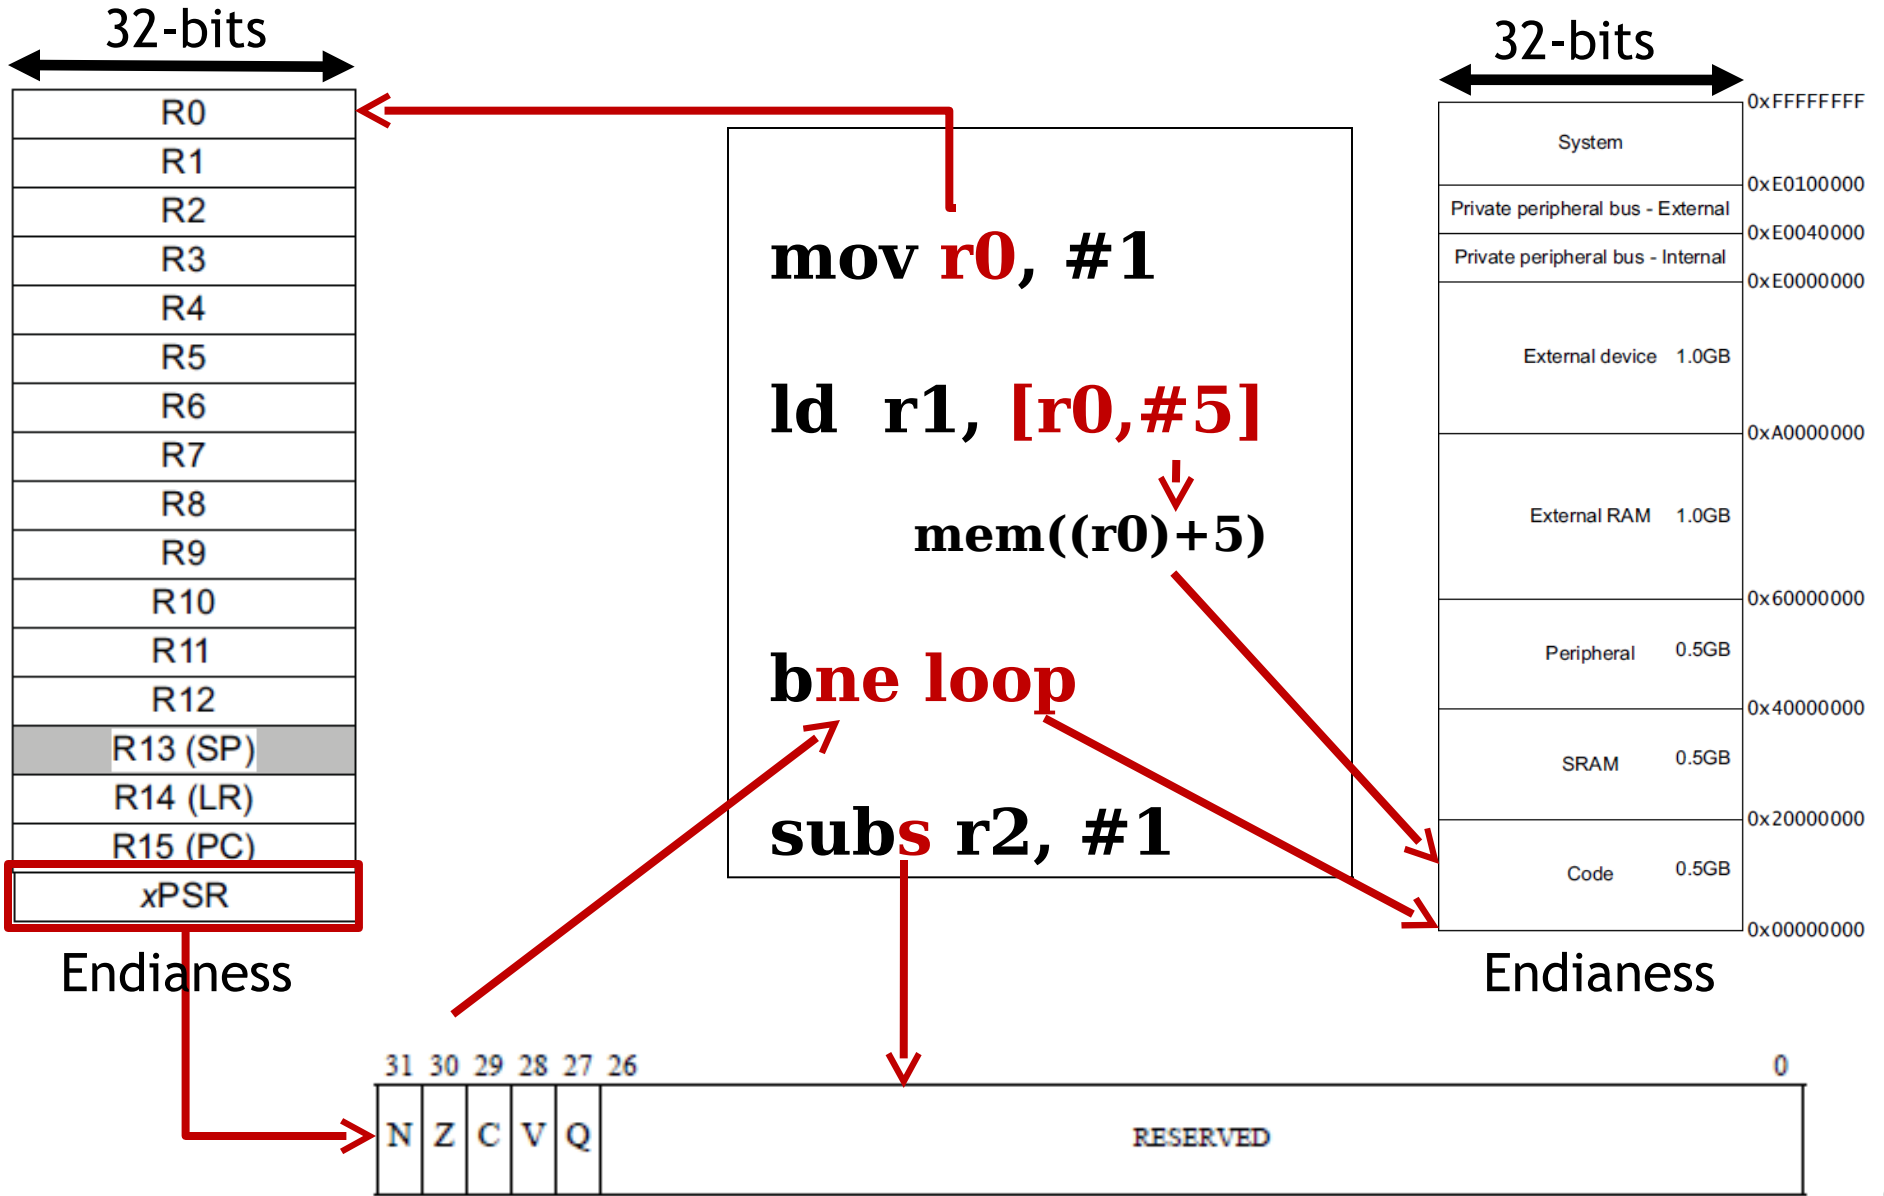 32-bits
R0
R1
R2
R3
R4
R5
R6
R7
R8
R9
R10
R11
R12
R13 (SP)
R14 (LR)
R15 (PC)
xPSR
Endianess
mov r0, #1
ld r1, [r0,#5]
mem((r0)+5)
bne loop
subs r2, #1
32-bits
0xFFFFFFFF
System
0xE0100000
Private peripheral bus - External
0xE0040000
Private peripheral bus - Internal
0xE0000000
External device 1.0GB
0xA0000000
External RAM 1.0GB
0x60000000
Peripheral 0.5GB
0x40000000
SRAM 0.5GB
0x20000000
Code 0.5GB
0x00000000
Endianess
31 30 29 28 27 26 0
N Z C V Q RESERVED